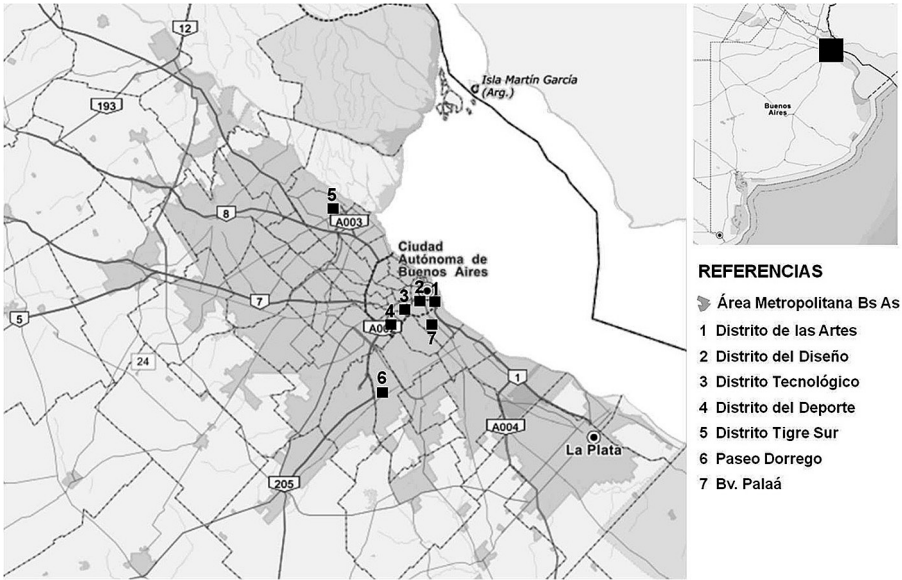 12
Isla Martín García
(Arg.)
193
5
8
A003
Ciudad
Autónoma de
Buenos Aires
2 1
7
3
5
4
A002
7
24
6
1
A004
La Plata
205
Buenos
Aires
REFERENCIAS
Área Metropolitana Bs As
1 Distrito de las Artes
2 Distrito del Diseño
3 Distrito Tecnológico
4 Distrito del Deporte
5 Distrito Tigre Sur
6 Paseo Dorrego
7 Bv. Palaá